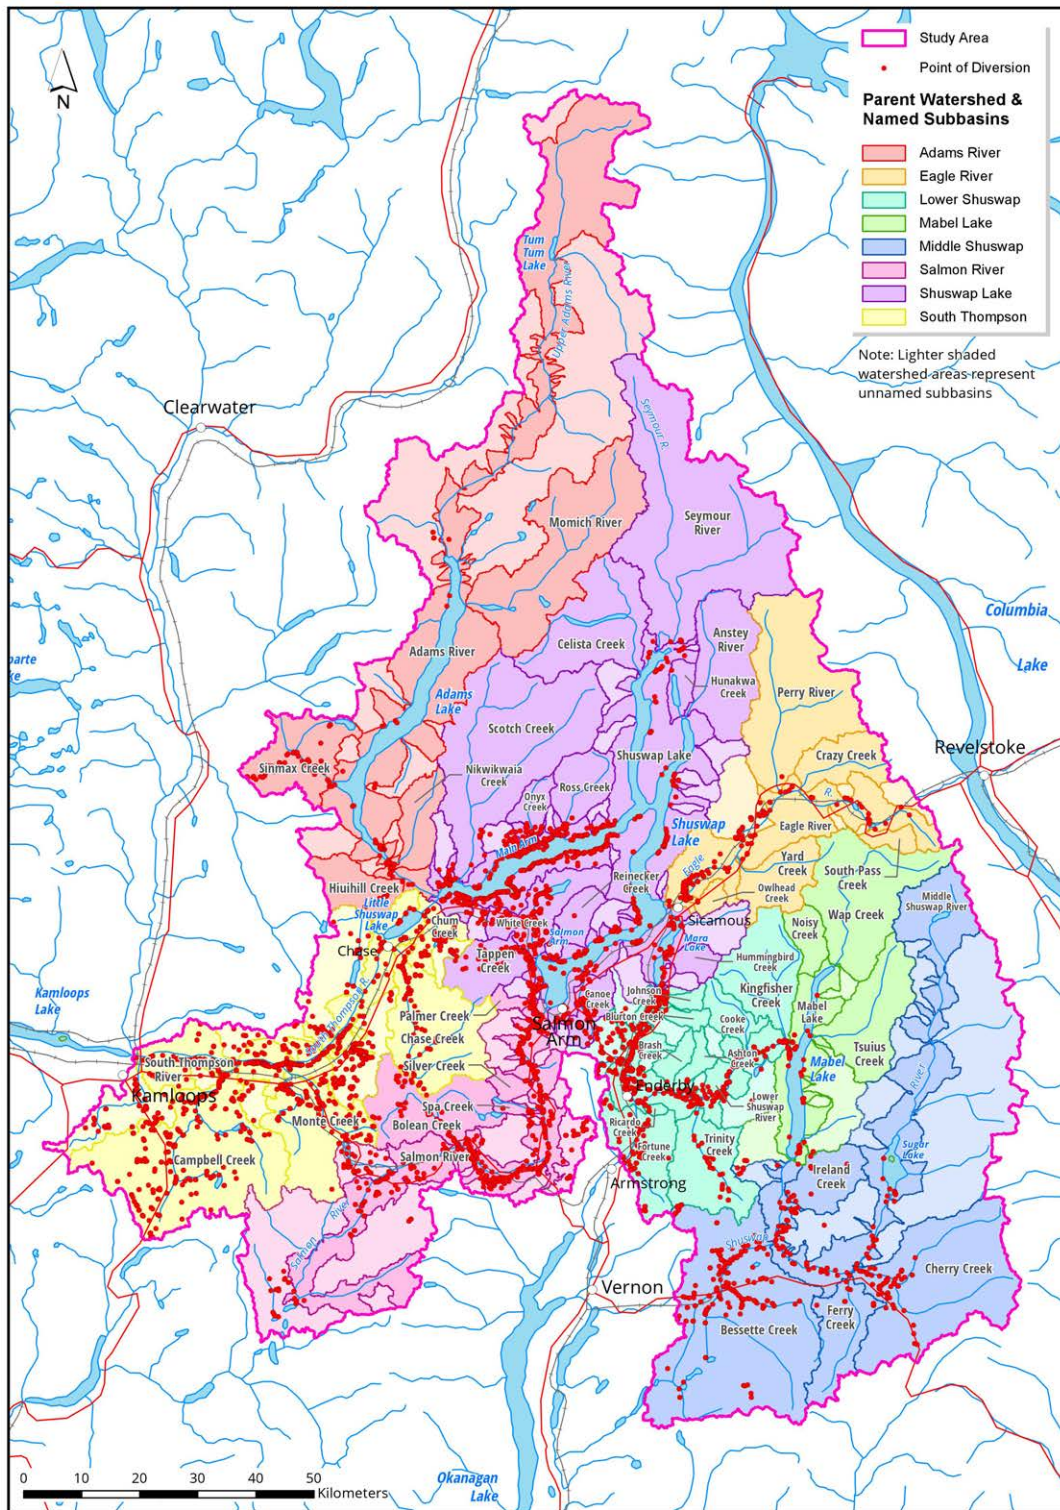 Study Area
Point of Diversion
Parent Watershed &
Named Subbasins
Adams River
Eagle River
Lower Shuswap
Mabel Lake
Middle Shuswap
Salmon River
Shuswap Lake
South Thompson
Note: Lighter shaded
watershed areas represent
unnamed subbasins
N
Tum
Tum
Lake
Upper Adams River
Seymour R.
Clearwater
Momich River
Seymour
River
Columbia
Lake
Celista Creek
Anstey
River
Adams River
Hunakwa
Creek
Adams
Lake
Perry River
Scotch Creek
Shuswap Lake
Revelstoke
Crazy Creek
Sinmax Creek
Nikwikwaia
Creek
Ross Creek
Onyx
Creek
R.
Shuswap
Lake
Eagle River
Main Arm
Eagle
Yard
Creek
South Pass
Creek
Reinecker
Creek
Hiuihill Creek
Owlhead
Creek
Middle
Shuswap River
Little
Shuswap
Lake
Chum
Creek
White Creek
Sicamous
Noisy
Creek
Wap Creek
Chase
Salmon
Arm
Mara
Lake
Tappen
Creek
Hummingbird
Creek
Kingfisher
Creek
Kamloops
Lake
Canoe
Creek
Johnson
Creek
Mabel
Lake
Thompson R.
Palmer Creek
Salmon
Arm
Blurton Creek
Cooke
Creek
Chase Creek
Brash
Creek
Ashton
Creek
Tsuius
Creek
Mabel
Lake
South Thompson
River
Silver Creek
Enderby
River
Kamloops
Lower
Shuswap
River
Spa Creek
Monte Creek
Bolean Creek
Ricardo
Creek
Trinity
Creek
Fortune
Creek
Sugar
Lake
Campbell Creek
Salmon River
Ireland
Creek
Armstrong
River
Salmon
Shuswap
Cherry Creek
Vernon
Ferry
Creek
Bessette Creek
Okanagan
Lake
0 10 20 30 40 50
Kilometers